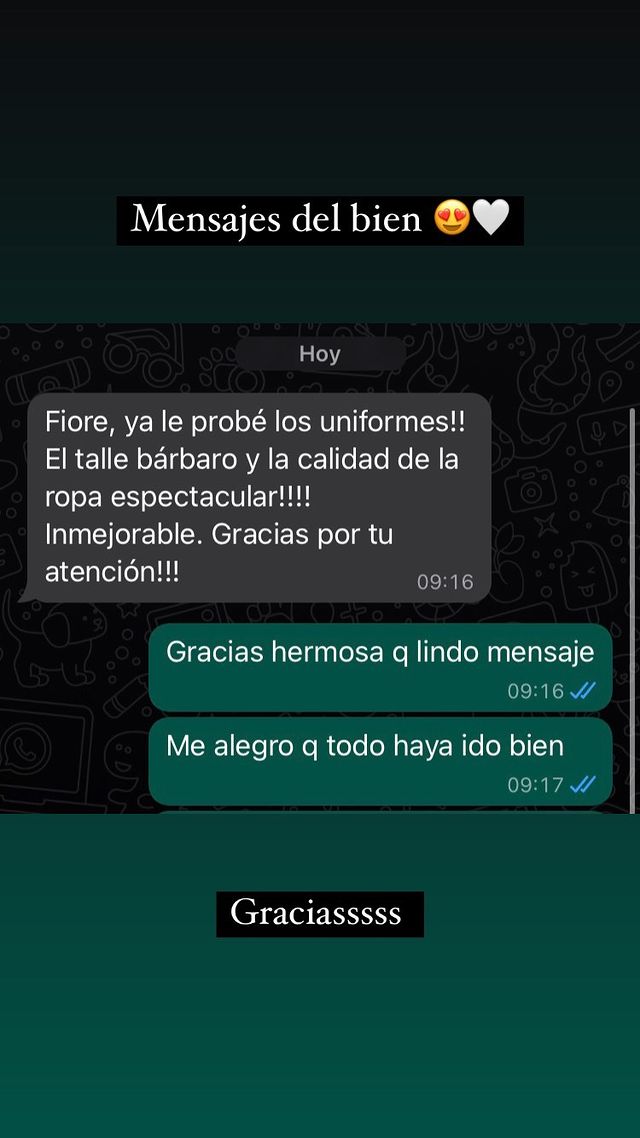 Mensajes del bien 😍🤍
Hoy
Fiore, ya le probé los uniformes!!
El talle bárbaro y la calidad de la
ropa espectacular!!!!
Inmejorable. Gracias por tu
atención!!!
09:16
Gracias hermosa q lindo mensaje
09:16
Me alegro q todo haya ido bien
09:17
Graciasssss